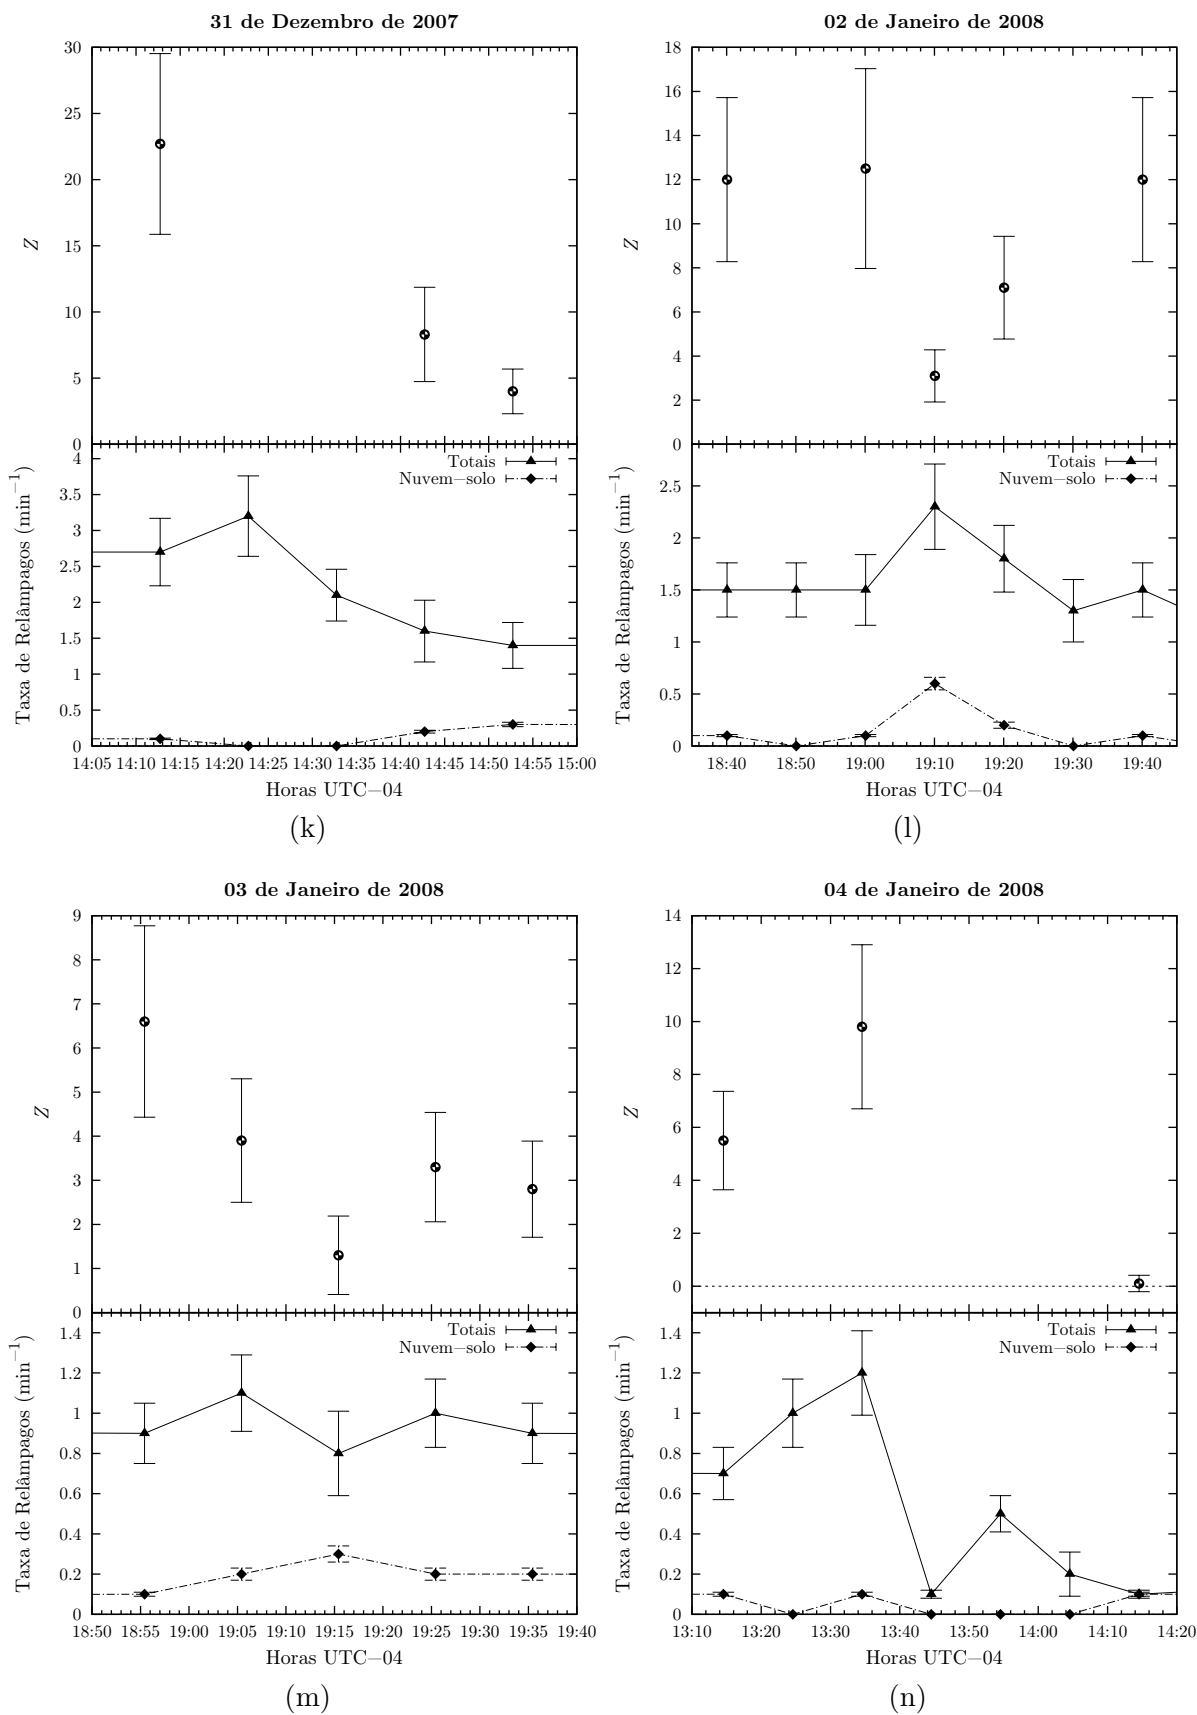 31 de Dezembro de 2007
30
25
20
15
10
5
0
Z
4
3.5
3
2.5
2
1.5
1
0.5
0
Taxa de Relâmpagos (min−1)
Totais
Nuvem−solo
14:05 14:10 14:15 14:20 14:25 14:30 14:35 14:40 14:45 14:50 14:55 15:00
Horas UTC−04
(k)
02 de Janeiro de 2008
18
16
14
12
10
8
6
4
2
0
Z
2.5
2
1.5
1
0.5
0
Taxa de Relâmpagos (min−1)
Totais
Nuvem−solo
18:40 18:50 19:00 19:10 19:20 19:30 19:40
Horas UTC−04
(l)
03 de Janeiro de 2008
9
8
7
6
5
4
3
2
1
0
Z
1.4
1.2
1
0.8
0.6
0.4
0.2
0
Taxa de Relâmpagos (min−1)
Totais
Nuvem−solo
18:50 18:55 19:00 19:05 19:10 19:15 19:20 19:25 19:30 19:35 19:40
Horas UTC−04
(m)
04 de Janeiro de 2008
14
12
10
8
6
4
2
0
Z
1.4
1.2
1
0.8
0.6
0.4
0.2
0
Taxa de Relâmpagos (min−1)
Totais
Nuvem−solo
13:10 13:20 13:30 13:40 13:50 14:00 14:10 14:20
Horas UTC−04
(n)